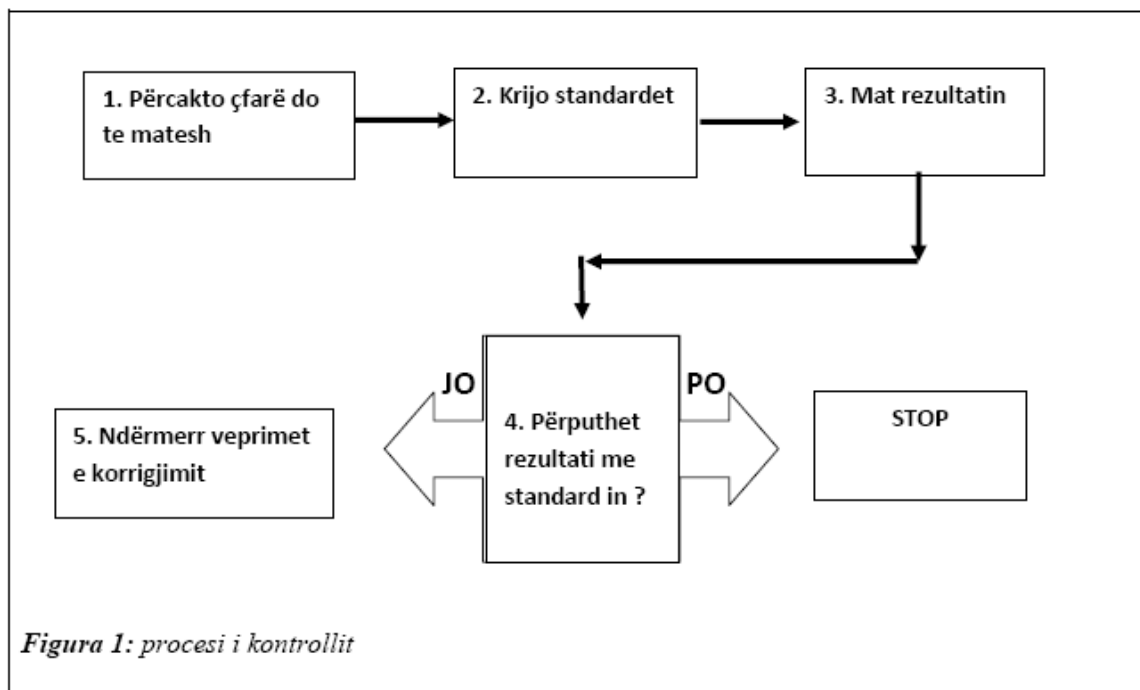 1. Përcakto çfarë do
te matesh
2. Krijo standardet
3. Mat rezultatin
JO
PO
4. Përputhet
rezultati me
standard in ?
5. Ndërmerr veprimet
e korrigjimit
STOP
Figura 1: procesi i kontrollit